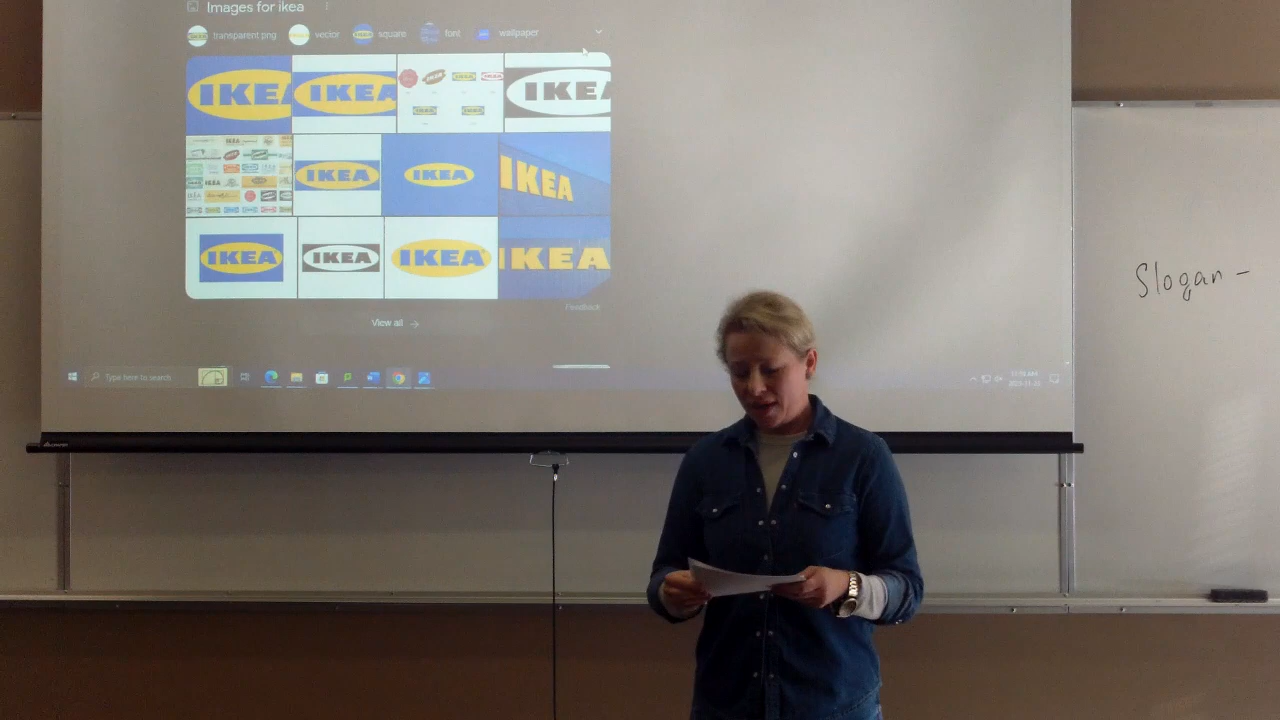 Images for ikea
transparent png vector square font wallpaper
IKEA IKEA IKEA
IKEA IKEA IKEA
IKEA IKEA IKEA IKEA
Feedback
View all →
Type here to search
Slogan -